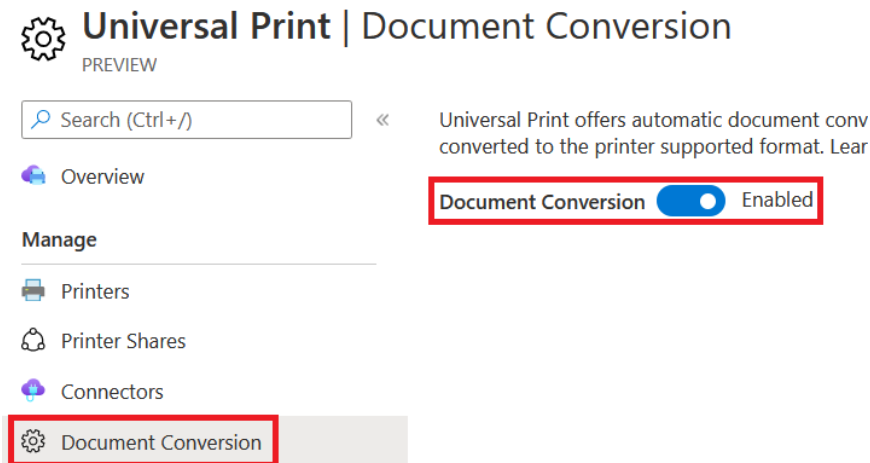 Universal Print | Document Conversion
PREVIEW
Search (Ctrl+/)
«
Overview
Manage
Printers
Printer Shares
Connectors
Document Conversion
Universal Print offers automatic document conv
converted to the printer supported format. Lear
Document Conversion Enabled